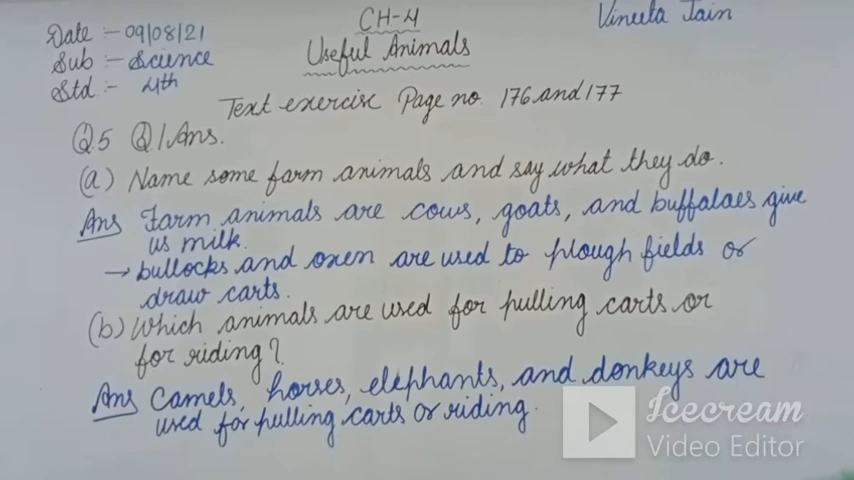 Date :- 09/08/21
CH-4
Vineeta Jain
Sub :- Science
Useful Animals
Std :- 4th
Text exercise Page no. 176 and 177
Q.5 Q/Ans.
(a) Name some farm animals and say what they do.
Ans Farm animals are cows, goats, and buffalaes give
us milk.
→ bullocks and oxen are used to plough fields or
draw carts.
(b) Which animals are used for pulling carts or
for riding?
Ans Camels, horses, elephants, and donkeys are
used for pulling carts or riding.
Icecream
Video Editor